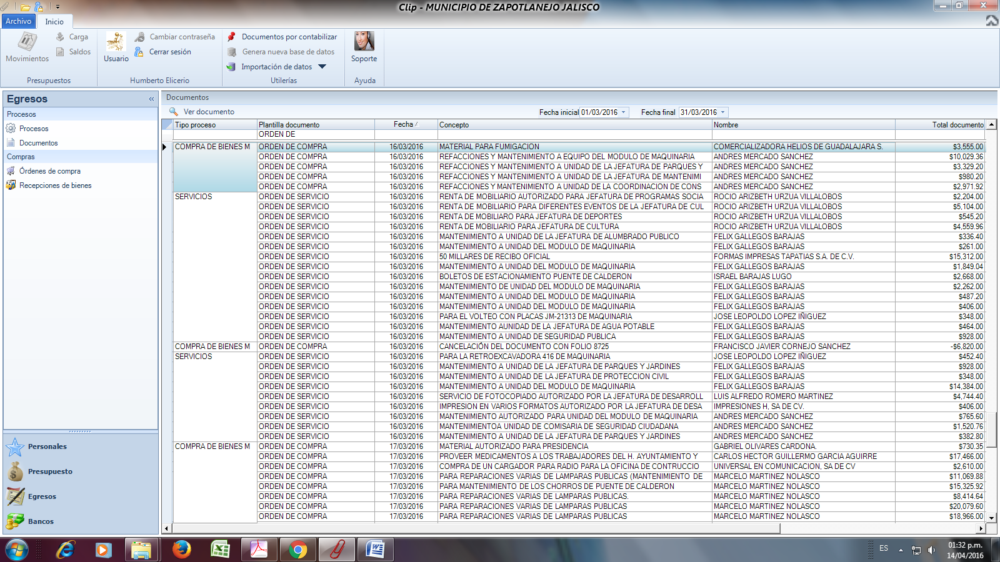 Clip - MUNICIPIO DE ZAPOTLANEJO JALISCO
Archivo Inicio
Movimientos Carga Saldos Presupuestos
Usuario Cambiar contraseña Cerrar sesión Humberto Elicerio
Documentos por contabilizar
Genera nueva base de datos
Importación de datos
Utilerías
Soporte
Ayuda
Egresos «
Procesos
Procesos
Documentos
Compras
Órdenes de compra
Recepciones de bienes
Personales
Presupuesto
Egresos
Bancos
Documentos
Ver documento Fecha inicial 01/03/2016 Fecha final 31/03/2016
Tipo proceso Plantilla documento Fecha Concepto Nombre Total documento
ORDEN DE
COMPRA DE BIENES M ORDEN DE COMPRA 16/03/2016 MATERIAL PARA FUMIGACION COMERCIALIZADORA HELIOS DE GUADALAJARA S. $3,555.00
ORDEN DE COMPRA 16/03/2016 REFACCIONES Y MANTENIMIENTO A EQUIPO DEL MODULO DE MAQUINARIA ANDRES MERCADO SANCHEZ $10,029.36
ORDEN DE COMPRA 16/03/2016 REFACCIONES Y MANTENIMIENTO A UNIDAD DE LA JEFATURA DE PARQUES Y ANDRES MERCADO SANCHEZ $3,329.20
ORDEN DE COMPRA 16/03/2016 REFACCIONES Y MANTENIMIENTO A UNIDAD DE LA JEFATURA DE MANTENIMI ANDRES MERCADO SANCHEZ $980.20
ORDEN DE COMPRA 16/03/2016 REFACCIONES Y MANTENIMIENTO A UNIDAD DE LA COORDINACION DE CONS ANDRES MERCADO SANCHEZ $2,971.92
SERVICIOS ORDEN DE SERVICIO 16/03/2016 RENTA DE MOBILIARIO AUTORIZADO PARA JEFATURA DE PROGRAMAS SOCIA ROCIO ARIZBETH URZUA VILLALOBOS $2,204.00
ORDEN DE SERVICIO 16/03/2016 RENTA DE MOBILIARIO PARA DIFERENTES EVENTOS DE LA JEFATURA DE CUL ROCIO ARIZBETH URZUA VILLALOBOS $5,104.00
ORDEN DE SERVICIO 16/03/2016 RENTA DE MOBILIARO PARA JEFATURA DE DEPORTES ROCIO ARIZBETH URZUA VILLALOBOS $545.20
ORDEN DE SERVICIO 16/03/2016 RENTA DE MOBILIARIO PARA JEFATURA DE CULTURA ROCIO ARIZBETH URZUA VILLALOBOS $4,559.96
ORDEN DE SERVICIO 16/03/2016 MANTENIMIENTO A UNIDAD DE LA JEFATURA DE ALUMBRADO PUBLICO FELIX GALLEGOS BARAJAS $336.40
ORDEN DE SERVICIO 16/03/2016 MANTENIMIENTO A UNIDAD DEL MODULO DE MAQUINARIA FELIX GALLEGOS BARAJAS $261.00
ORDEN DE SERVICIO 16/03/2016 50 MILLARES DE RECIBO OFICIAL FORMAS IMPRESAS TAPATIAS S.A. DE C.V. $15,312.00
ORDEN DE SERVICIO 16/03/2016 MANTENIMIENTO A UNIDAD DEL MODULO DE MAQUINARIA FELIX GALLEGOS BARAJAS $1,849.04
ORDEN DE SERVICIO 16/03/2016 BOLETOS DE ESTACIONAMIENTO PUENTE DE CALDERON ISRAEL BARAJAS LUGO $2,668.00
ORDEN DE SERVICIO 16/03/2016 MANTENIMIENTO DE UNIDAD DEL MODULO DE MAQUINARIA FELIX GALLEGOS BARAJAS $2,262.00
ORDEN DE SERVICIO 16/03/2016 MANTENIMIENTO A UNIDAD DEL MODULO DE MAQUINARIA FELIX GALLEGOS BARAJAS $487.20
ORDEN DE SERVICIO 16/03/2016 MANTENIMIENTO A UNIDAD DEL MODULO DE MAQUINARIA FELIX GALLEGOS BARAJAS $406.00
ORDEN DE SERVICIO 16/03/2016 PARA EL VOLTEO CON PLACAS JM-21313 DE MAQUINARIA JOSE LEOPOLDO LOPEZ IÑIGUEZ $348.00
ORDEN DE SERVICIO 16/03/2016 MANTENIMIENTO AUNIDAD DE LA JEFATURA DE AGUA POTABLE FELIX GALLEGOS BARAJAS $464.00
ORDEN DE SERVICIO 16/03/2016 MANTENIMIENTO A UNIDAD DE SEGURIDAD PUBLICA FELIX GALLEGOS BARAJAS $928.00
COMPRA DE BIENES M ORDEN DE COMPRA 16/03/2016 CANCELACIÓN DEL DOCUMENTO CON FOLIO 8725 FRANCISCO JAVIER CORNEJO SANCHEZ -$6,820.00
SERVICIOS ORDEN DE SERVICIO 16/03/2016 PARA LA RETROEXCAVADORA 416 DE MAQUINARIA JOSE LEOPOLDO LOPEZ IÑIGUEZ $452.40
ORDEN DE SERVICIO 16/03/2016 MANTENIMIENTO A UNIDAD DE LA JEFATURA DE PARQUES Y JARDINES FELIX GALLEGOS BARAJAS $928.00
ORDEN DE SERVICIO 16/03/2016 MANTENIMIENTO A UNIDAD DE LA JEFATURA DE PROTECCION CIVIL FELIX GALLEGOS BARAJAS $348.00
ORDEN DE SERVICIO 16/03/2016 MANTENIMIENTO A UNIDAD DEL MODULO DE MAQUINARIA FELIX GALLEGOS BARAJAS $14,384.00
ORDEN DE SERVICIO 16/03/2016 SERVICIO DE FOTOCOPIADO AUTORIZADO POR LA JEFATURA DE DESARROLL LUIS ALFREDO ROMERO MARTINEZ $4,744.40
ORDEN DE SERVICIO 16/03/2016 IMPRESION EN VARIOS FORMATOS AUTORIZADO POR LA JEFATURA DE DESA IMPRESIONES H, SA DE CV. $406.00
ORDEN DE SERVICIO 16/03/2016 MANTENIMIENTO AUTORIZADO PARA UNIDAD DEL MODULO DE MAQUINARIA ANDRES MERCADO SANCHEZ $765.60
ORDEN DE SERVICIO 16/03/2016 MANTENIMIENTOA UNIDAD DE COMISARIA DE SEGURIDAD CIUDADANA ANDRES MERCADO SANCHEZ $1,520.76
ORDEN DE SERVICIO 16/03/2016 MANTENIMIENTO A UNIDAD DE LA JEFATURA DE PARQUES Y JARDINES ANDRES MERCADO SANCHEZ $382.80
COMPRA DE BIENES M ORDEN DE COMPRA 17/03/2016 MATERIAL AUTORIZADO PARA PRESIDENCIA GABRIEL OLIVARES CARDONA. $730.35
ORDEN DE COMPRA 17/03/2016 PROVEER MEDICAMENTOS A LOS TRABAJADORES DEL H. AYUNTAMIENTO Y CARLOS HECTOR GUILLERMO GARCIA AGUIRRE $17,466.00
ORDEN DE COMPRA 17/03/2016 COMPRA DE UN CARGADOR PARA RADIO PARA LA OFICINA DE CONTRUCCIO UNIVERSAL EN COMUNICACION, SA DE CV $2,610.00
ORDEN DE COMPRA 17/03/2016 PARA REPARACIONES VARIAS DE LAMPARAS PUBLICAS (MANTENIMIENTO DE MARCELO MARTINEZ NOLASCO $11,069.88
ORDEN DE COMPRA 17/03/2016 PARA MANTENIMIENTO DE LOS CHORROS DE PUENTE DE CALDERON MARCELO MARTINEZ NOLASCO $15,325.92
ORDEN DE COMPRA 17/03/2016 PARA REPARACIONES VARIAS DE LAMPARAS PUBLICAS. MARCELO MARTINEZ NOLASCO $8,414.64
ORDEN DE COMPRA 17/03/2016 PARA REPARACIONES VARIAS DE LAMPARAS PUBLICAS MARCELO MARTINEZ NOLASCO $20,079.60
ORDEN DE COMPRA 17/03/2016 PARA REPARACIONES VARIAS DE LAMPARAS PUBLICAS MARCELO MARTINEZ NOLASCO $18,966.00
ES 01:32 p.m.
14/04/2016